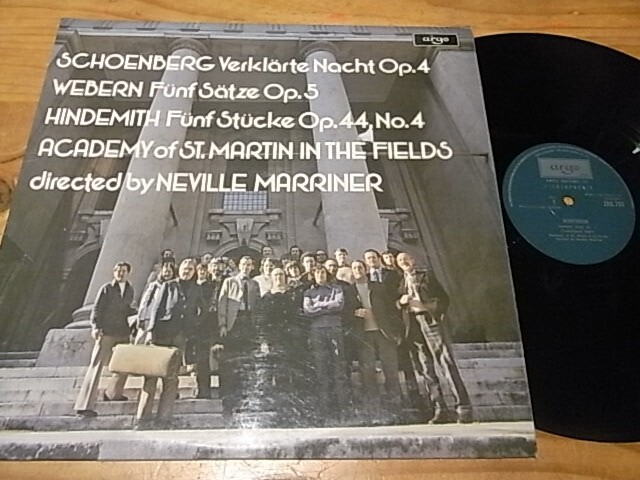 argo
SCHOENBERG Verklärte Nacht Op.4
WEBERN Fünf Sätze Op.5
HINDEMITH Fünf Stücke Op.44, No.4
ACADEMY of ST. MARTIN IN THE FIELDS
directed by NEVILLE MARRINER
argo